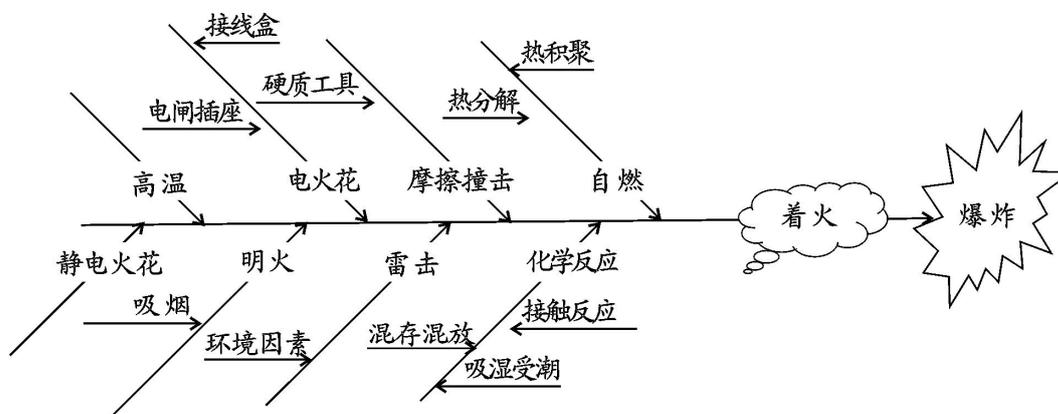 接线盒
热积聚
硬质工具
电闸插座
热分解
高温
电火花
摩擦撞击
自燃
着火
爆炸
静电火花
明火
雷击
化学反应
吸烟
接触反应
环境因素
混存混放
吸湿受潮